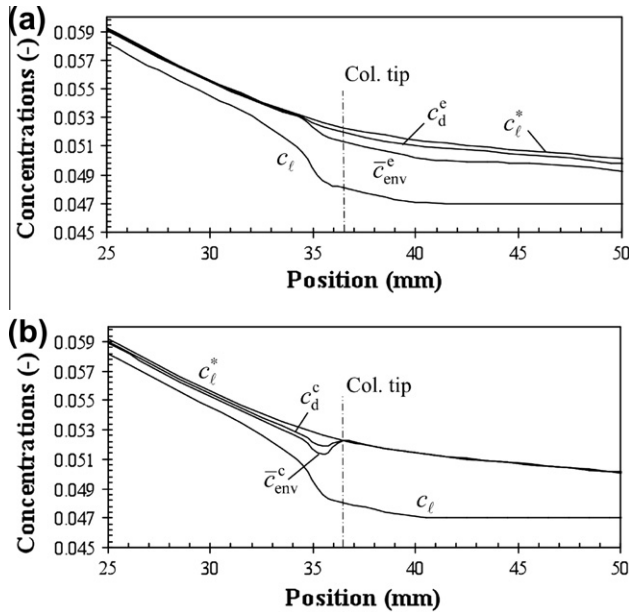 (a)
Concentrations (-)
0.059
0.057
0.055
0.053
0.051
0.049
0.047
0.045
Col. tip
c_d^e
c_ℓ^*
c_ℓ
c̅_env^e
25 30 35 40 45 50
Position (mm)
(b)
Concentrations (-)
0.059
0.057
0.055
0.053
0.051
0.049
0.047
0.045
c_ℓ^*
c_d^c
Col. tip
c̅_env^c
c_ℓ
25 30 35 40 45 50
Position (mm)